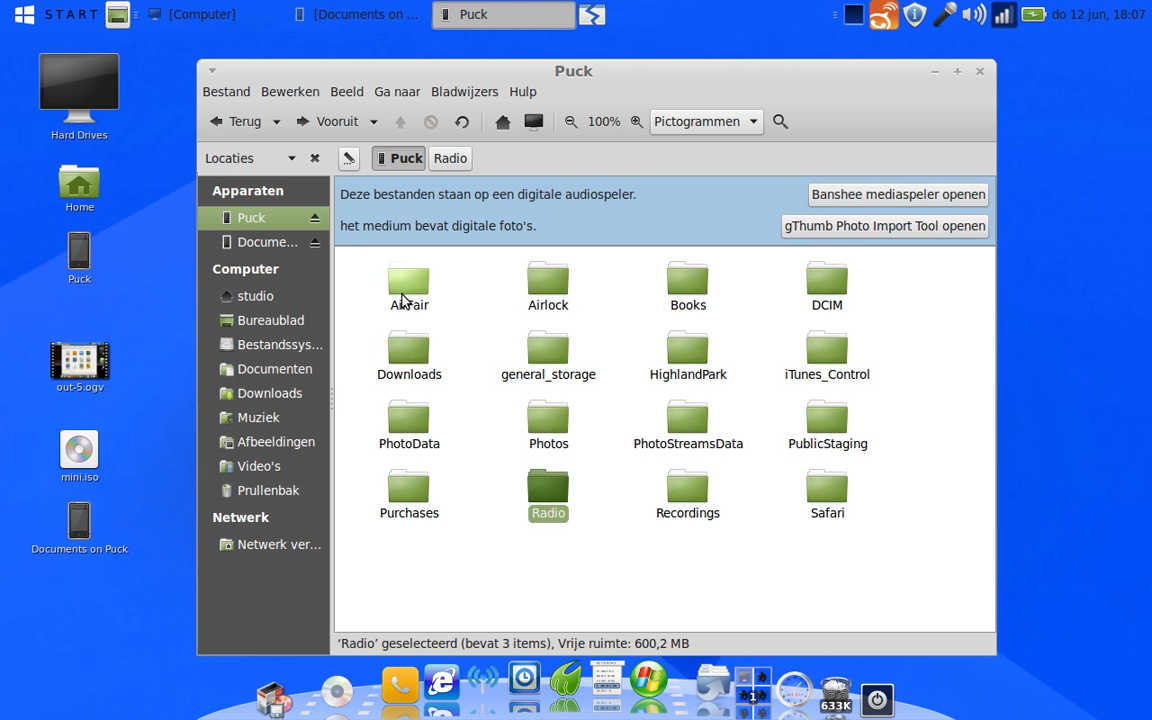 START
[Computer]
[Documents on ...
Puck
do 12 jun, 18:07
Hard Drives
Home
Puck
out-5.ogv
mini.iso
Documents on Puck
Puck
Bestand Bewerken Beeld Ga naar Bladwijzers Hulp
Terug Vooruit 100% Pictogrammen
Locaties
Puck Radio
Apparaten
Puck
Docume...
Computer
studio
Bureaublad
Bestandssys...
Documenten
Downloads
Muziek
Afbeeldingen
Video's
Prullenbak
Netwerk
Netwerk ver...
Deze bestanden staan op een digitale audiospeler.
Banshee mediaspeler openen
het medium bevat digitale foto's.
gThumb Photo Import Tool openen
AirFair Airlock Books DCIM
Downloads general_storage HighlandPark iTunes_Control
PhotoData Photos PhotoStreamsData PublicStaging
Purchases Radio Recordings Safari
‘Radio’ geselecteerd (bevat 3 items), Vrije ruimte: 600,2 MB
1
633K